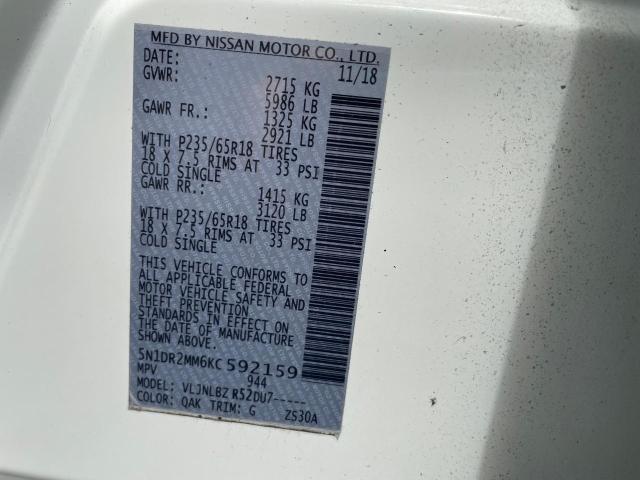 MFD BY NISSAN MOTOR CO., LTD.
DATE: 11/18
GVWR: 2715 KG
5986 LB
GAWR FR.: 1325 KG
2921 LB
WITH P235/65R18 TIRES
18 X 7.5 RIMS AT 33 PSI
COLD SINGLE
GAWR RR.: 1415 KG
3120 LB
WITH P235/65R18 TIRES
18 X 7.5 RIMS AT 33 PSI
COLD SINGLE
THIS VEHICLE CONFORMS TO
ALL APPLICABLE FEDERAL
MOTOR VEHICLE SAFETY AND
THEFT PREVENTION
STANDARDS IN EFFECT ON
THE DATE OF MANUFACTURE
SHOWN ABOVE.
5N1DR2MM6KC 592159
MPV 944
MODEL: VLJNLBZ R52DU7-----
COLOR: QAK TRIM: G ZS30A